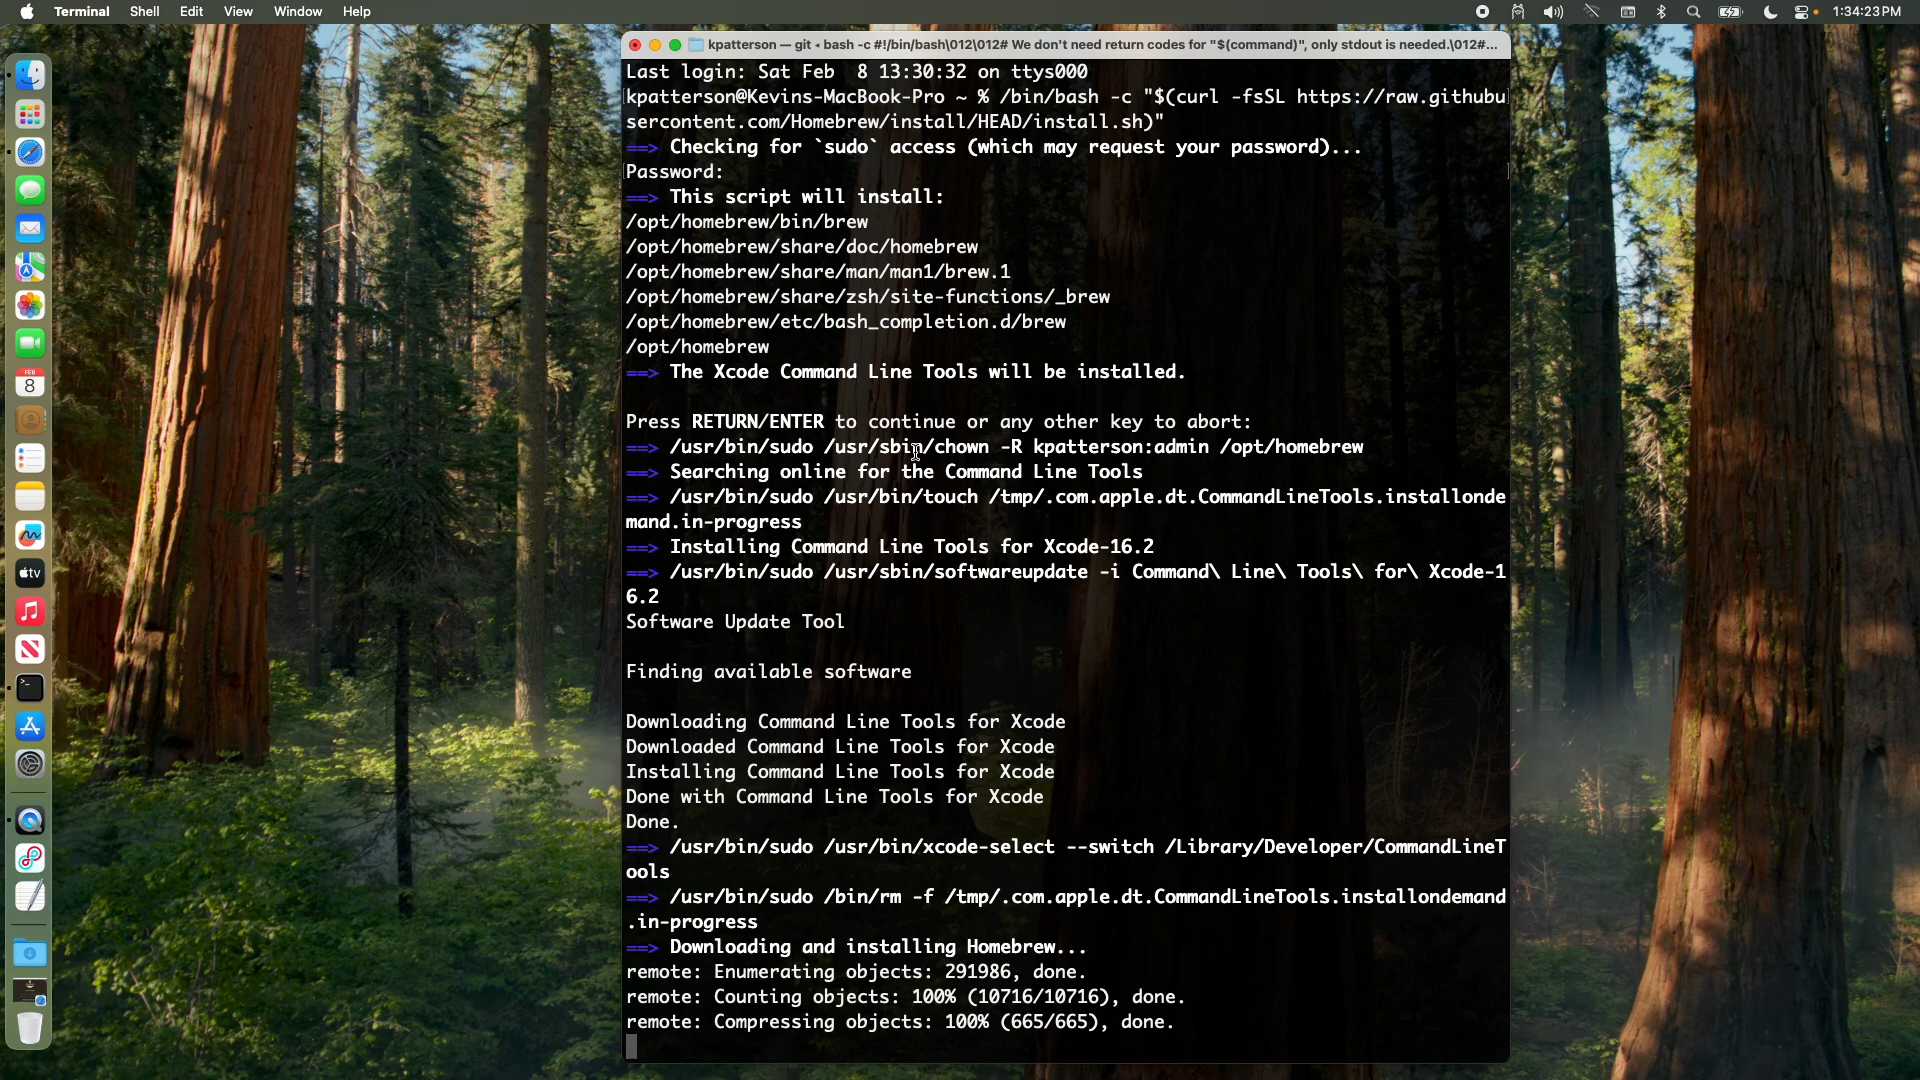 Terminal Shell Edit View Window Help 1:34:23 PM
kpatterson — git ◂ bash -c #!/bin/bash\012\012# We don't need return codes for "$(command)", only stdout is needed.\012#...
Last login: Sat Feb  8 13:30:32 on ttys000
kpatterson@Kevins-MacBook-Pro ~ % /bin/bash -c "$(curl -fsSL https://raw.githubu
sercontent.com/Homebrew/install/HEAD/install.sh)"
==> Checking for `sudo` access (which may request your password)...
Password:
==> This script will install:
/opt/homebrew/bin/brew
/opt/homebrew/share/doc/homebrew
/opt/homebrew/share/man/man1/brew.1
/opt/homebrew/share/zsh/site-functions/_brew
/opt/homebrew/etc/bash_completion.d/brew
/opt/homebrew
==> The Xcode Command Line Tools will be installed.
Press RETURN/ENTER to continue or any other key to abort:
==> /usr/bin/sudo /usr/sbin/chown -R kpatterson:admin /opt/homebrew
==> Searching online for the Command Line Tools
==> /usr/bin/sudo /usr/bin/touch /tmp/.com.apple.dt.CommandLineTools.installonde
mand.in-progress
==> Installing Command Line Tools for Xcode-16.2
==> /usr/bin/sudo /usr/sbin/softwareupdate -i Command\ Line\ Tools\ for\ Xcode-1
6.2
Software Update Tool
Finding available software
Downloading Command Line Tools for Xcode
Downloaded Command Line Tools for Xcode
Installing Command Line Tools for Xcode
Done with Command Line Tools for Xcode
Done.
==> /usr/bin/sudo /usr/bin/xcode-select --switch /Library/Developer/CommandLineT
ools
==> /usr/bin/sudo /bin/rm -f /tmp/.com.apple.dt.CommandLineTools.installondemand
.in-progress
==> Downloading and installing Homebrew...
remote: Enumerating objects: 291986, done.
remote: Counting objects: 100% (10716/10716), done.
remote: Compressing objects: 100% (665/665), done.
FEB
8
tv